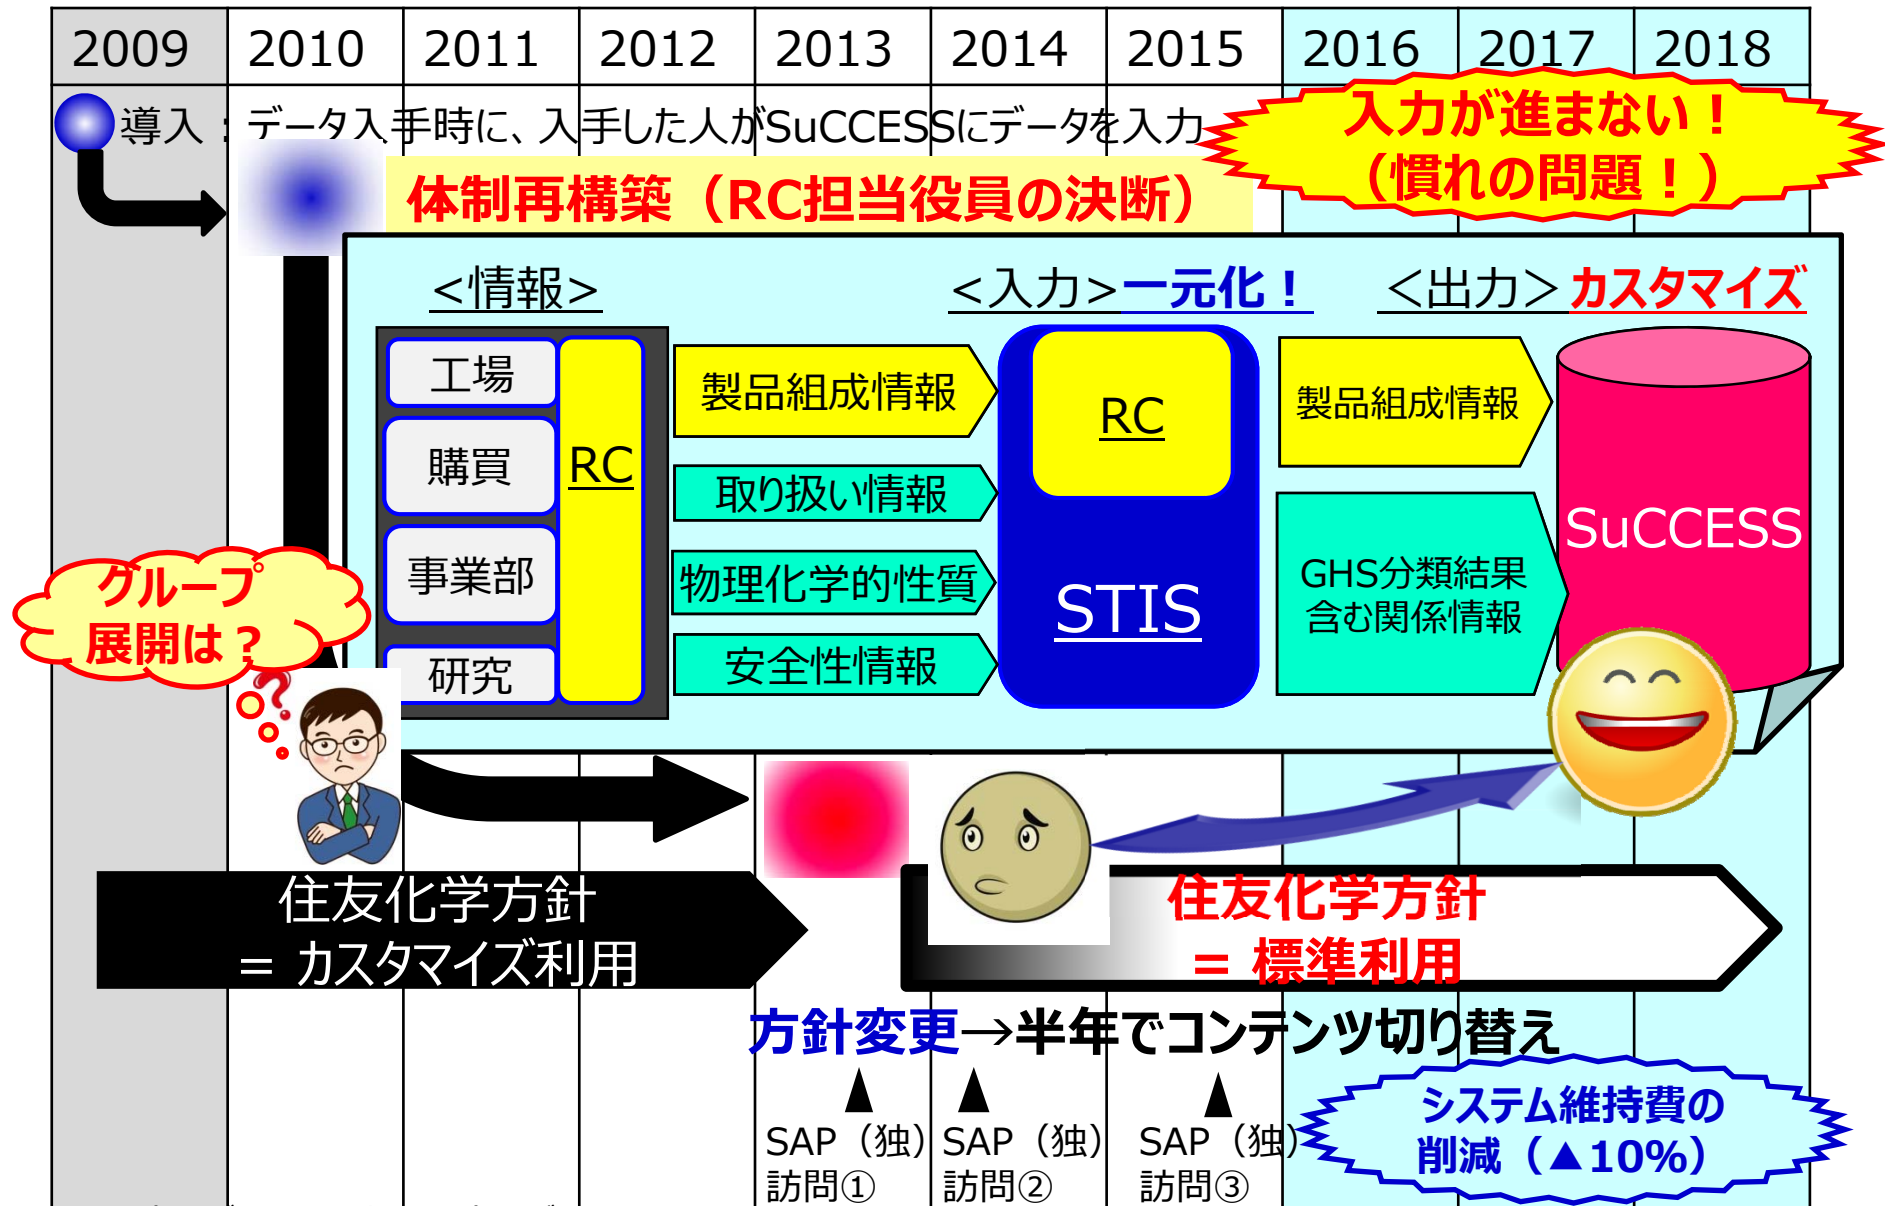 2009 2010 2011 2012 2013 2014 2015 2016 2017 2018
導入：データ入手時に、入手した人がSuCCESSにデータを入力
入力が進まない！
（慣れの問題！）
体制再構築（RC担当役員の決断）
<情報>
<入力>一元化！
＜出力＞カスタマイズ
工場
購買
事業部
研究
RC
製品組成情報
取り扱い情報
物理化学的性質
安全性情報
RC
STIS
製品組成情報
GHS分類結果
含む関係情報
SuCCESS
グループ
展開は？
?
住友化学方針
= カスタマイズ利用
住友化学方針
= 標準利用
方針変更→半年でコンテンツ切り替え
SAP（独）
訪問①
SAP（独）
訪問②
SAP（独）
訪問③
システム維持費の
削減（▲10%）